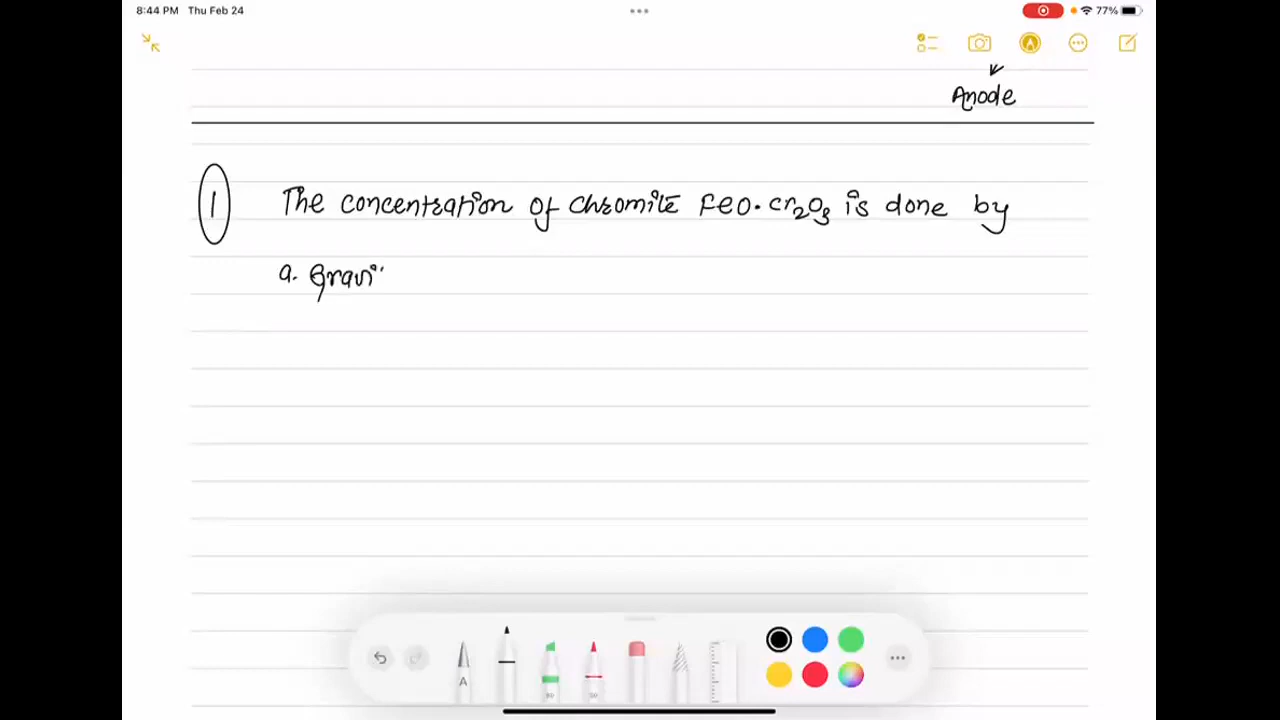 8:44 PM Thu Feb 24
77%
Anode
1 The concentration of chromite FeO·Cr₂O₃ is done by
a. Gravi